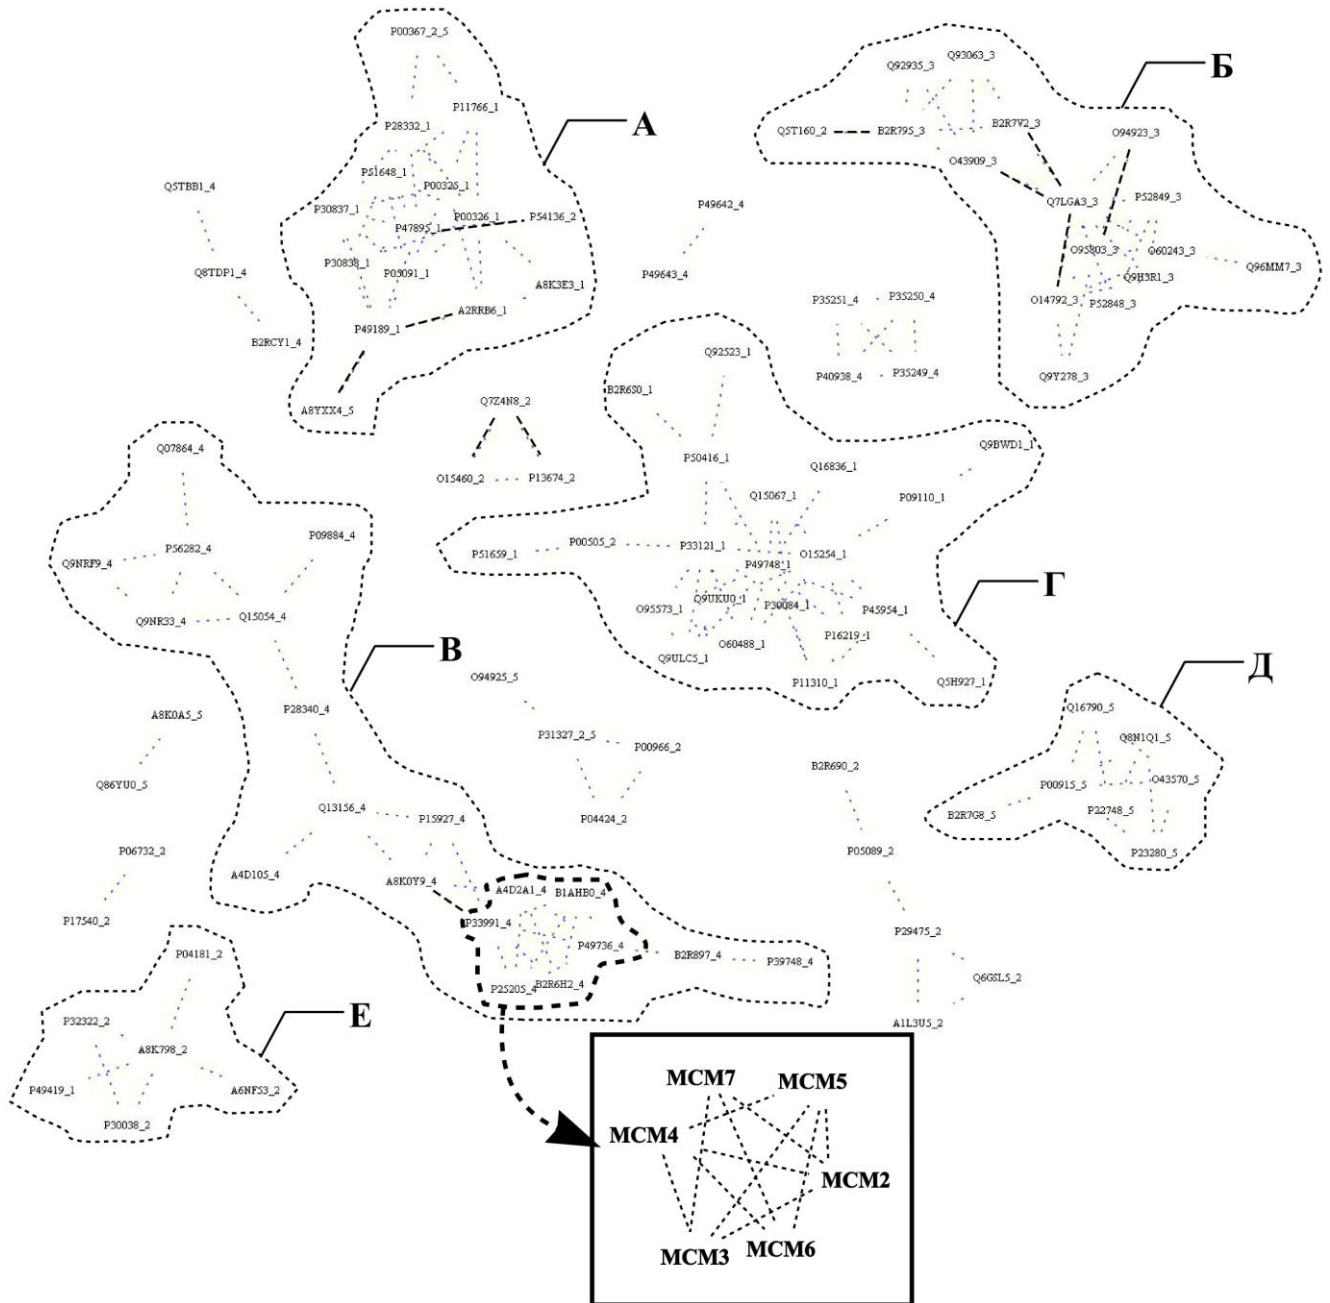 P00367_2_5
P11766_1
P28332_1
А
P51648_1
P00325_1
P30837_1
P00326_1
P54136_2
P47895_1
P30838_1
P05091_1
A8K3E3_1
A2RRB6_1
P49189_1
A8YXX4_5
Q5TBB1_4
Q8TDP1_4
B2RCY1_4
Q93063_3
Q92935_3
Б
Q5T160_2
B2R795_3
B2R7V2_3
O94923_3
O43909_3
Q7LGA3_3
P52849_3
O95803_3
O60243_3
Q96MM7_3
Q9H3R1_3
O14792_3
P52848_3
Q9Y278_3
P49642_4
P49643_4
P35251_4
P35250_4
P40938_4
P35249_4
Q7Z4N8_2
O15460_2
P13674_2
Q92523_1
B2R6S0_1
Q9BWD1_1
P50416_1
Q16836_1
Q15067_1
P09110_1
P51659_1
P00505_2
P33121_1
O15254_1
P49748_1
Г
O95573_1
Q9UKU0_1
P30084_1
P45954_1
P16219_1
O60488_1
Q9ULC5_1
P11310_1
Q5H927_1
Q07864_4
P09884_4
P56282_4
Q9NRF9_4
Q9NR33_4
Q15054_4
В
P28340_4
Q13156_4
P15927_4
A4D105_4
A8K0Y9_4
A4D2A1_4
B1AHB0_4
P33991_4
P49736_4
B2R897_4
P39748_4
P25205_4
B2R6H2_4
O94925_5
P31327_2_5
P00966_2
P04424_2
A8K0A5_5
Q86YU0_5
P06732_2
P17540_2
Д
Q16790_5
Q8N1Q1_5
P00915_5
O43570_5
B2R7G8_5
P22748_5
P23280_5
B2R690_2
P05089_2
P29475_2
Q6GSL5_2
A1L3U5_2
P04181_2
P32322_2
Е
A8K798_2
P49419_1
A6NFS3_2
P30038_2
MCM7
MCM5
MCM4
MCM2
MCM3
MCM6